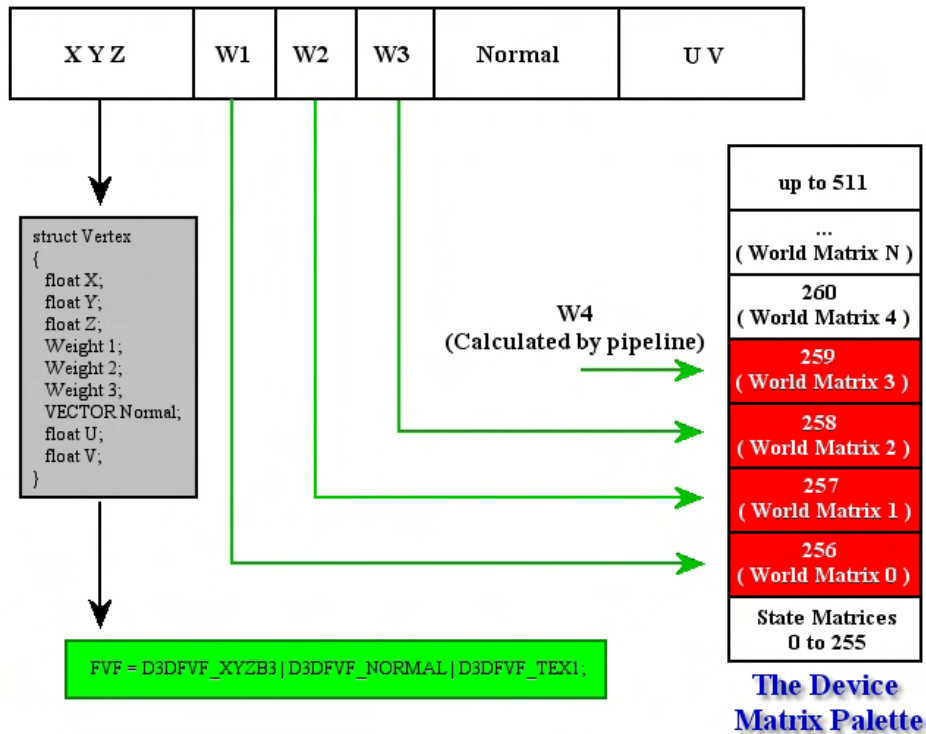 X Y Z W1 W2 W3 Normal U V
struct Vertex
{
float X;
float Y;
float Z;
Weight 1;
Weight 2;
Weight 3;
VECTOR Normal;
float U;
float V;
}
FVF = D3DFVF_XYZB3 | D3DFVF_NORMAL | D3DFVF_TEX1;
W4
(Calculated by pipeline)
up to 511
...
( World Matrix N )
260
( World Matrix 4 )
259
( World Matrix 3 )
258
( World Matrix 2 )
257
( World Matrix 1 )
256
( World Matrix 0 )
State Matrices
0 to 255
The Device
Matrix Palette